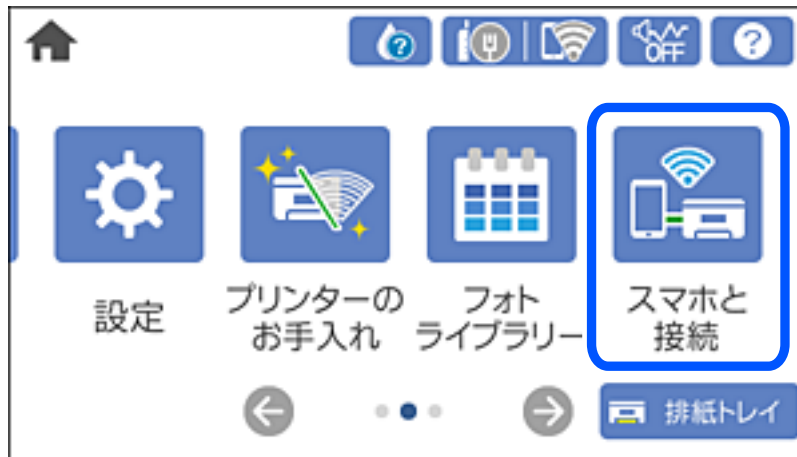 OFF
?
?
設定
プリンターの
お手入れ
フォト
ライブラリー
スマホと
接続
排紙トレイ